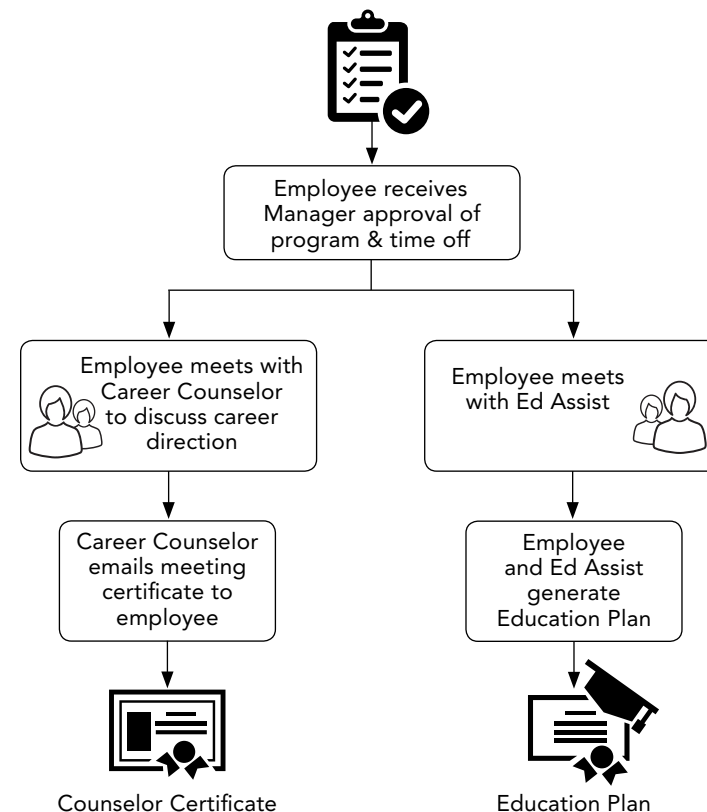 Employee receives
Manager approval of
program & time off
Employee meets with
Career Counselor
to discuss career
direction
Employee meets
with Ed Assist
Career Counselor
emails meeting
certificate to
employee
Employee
and Ed Assist
generate
Education Plan
Counselor Certificate
Education Plan